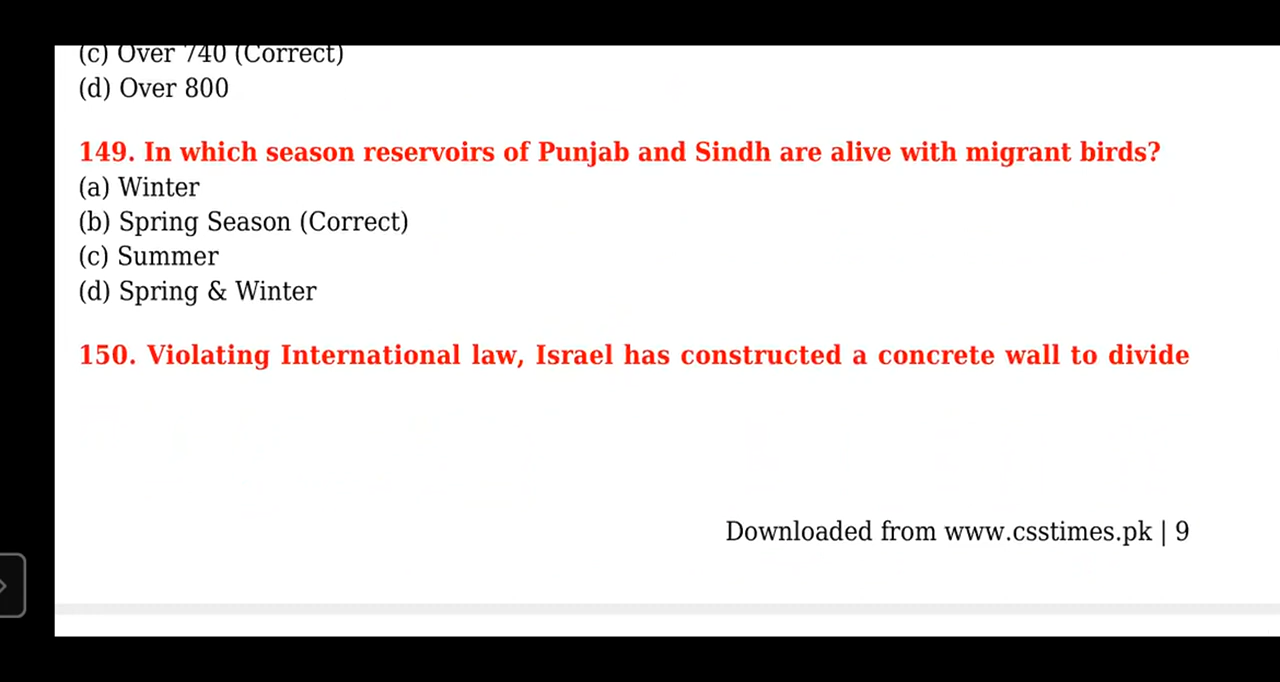 (c) Over 740 (Correct)
(d) Over 800
149. In which season reservoirs of Punjab and Sindh are alive with migrant birds?
(a) Winter
(b) Spring Season (Correct)
(c) Summer
(d) Spring & Winter
150. Violating International law, Israel has constructed a concrete wall to divide
Downloaded from www.csstimes.pk | 9